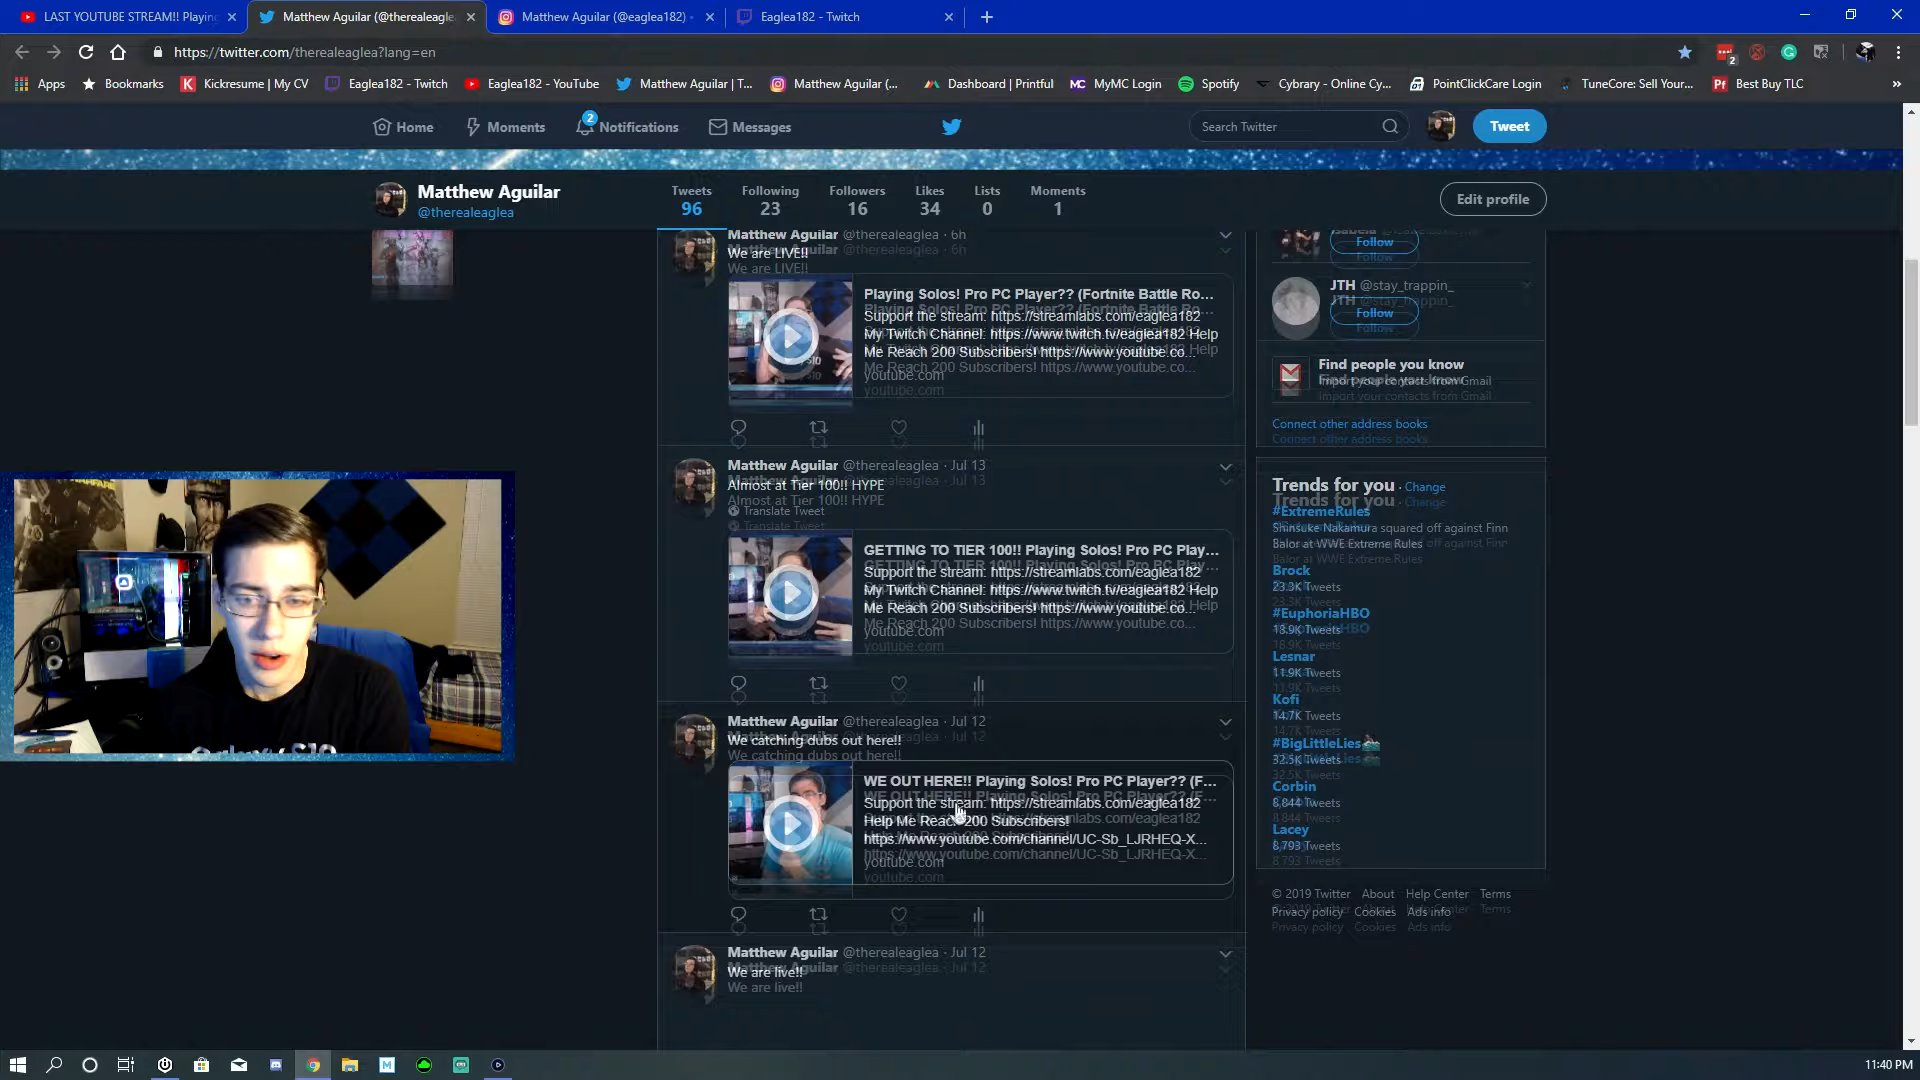 LAST YOUTUBE STREAM!! Playin
Matthew Aguilar (@therealeagle
Matthew Aguilar (@eaglea182) •
Eaglea182 - Twitch
https://twitter.com/therealeaglea?lang=en
2
Apps
Bookmarks
Kickresume | My CV
Eaglea182 - Twitch
Eaglea182 - YouTube
Matthew Aguilar | T...
Matthew Aguilar (...
Dashboard | Printful
MC
MyMC Login
Spotify
Cybrary - Online Cy...
PointClickCare Login
TuneCore: Sell Your...
Pf
Best Buy TLC
Home
Moments
2
Notifications
Messages
Search Twitter
Tweet
Matthew Aguilar
@therealeaglea
Tweets
96
Following
23
Followers
16
Likes
34
Lists
0
Moments
1
Edit profile
Matthew Aguilar @therealeaglea · 6h
We are LIVE!!
Playing Solos! Pro PC Player?? (Fortnite Battle Ro...
Support the stream: https://streamlabs.com/eaglea182
My Twitch Channel: https://www.twitch.tv/eaglea182 Help
Me Reach 200 Subscribers! https://www.youtube.co...
youtube.com
Matthew Aguilar @therealeaglea · Jul 13
Almost at Tier 100!! HYPE
Translate Tweet
GETTING TO TIER 100!! Playing Solos! Pro PC Play...
Support the stream: https://streamlabs.com/eaglea182
My Twitch Channel: https://www.twitch.tv/eaglea182 Help
Me Reach 200 Subscribers! https://www.youtube.co...
youtube.com
Matthew Aguilar @therealeaglea · Jul 12
We catching dubs out here!!
WE OUT HERE!! Playing Solos! Pro PC Player?? (F...
Support the stream: https://streamlabs.com/eaglea182
Help Me Reach 200 Subscribers!
https://www.youtube.com/channel/UC-Sb_LJRHEQ-X...
youtube.com
Matthew Aguilar @therealeaglea · Jul 12
We are live!!
Follow
JTH @stay_trappin_
Follow
Find people you know
Import your contacts from Gmail
Connect other address books
Trends for you · Change
#ExtremeRules
Shinsuke Nakamura squared off against Finn
Balor at WWE Extreme Rules
Brock
23.3K Tweets
#EuphoriaHBO
18.9K Tweets
Lesnar
11.9K Tweets
Kofi
14.7K Tweets
#BigLittleLies
32.5K Tweets
Corbin
8,844 Tweets
Lacey
8,793 Tweets
© 2019 Twitter About Help Center Terms
Privacy policy Cookies Ads info
11:40 PM